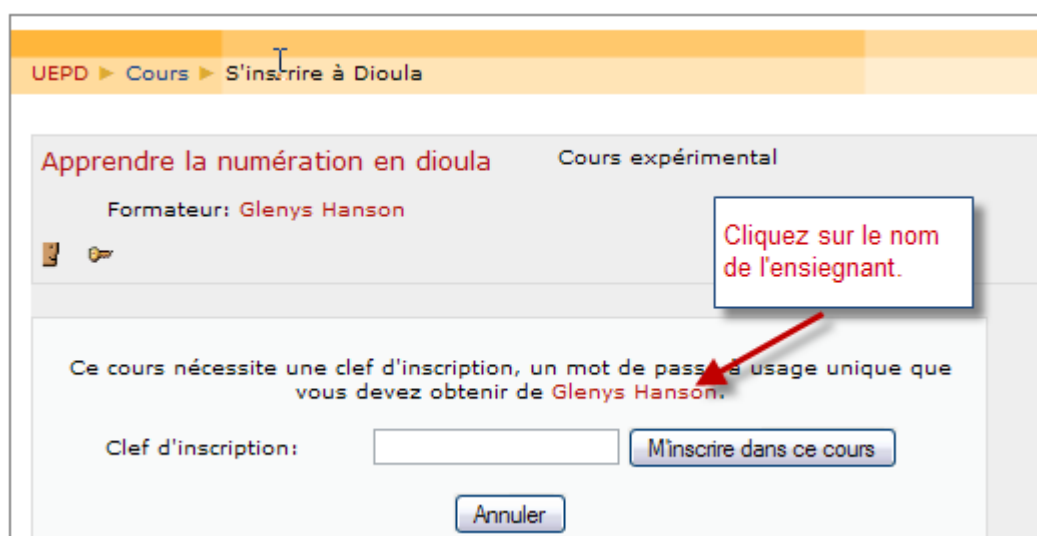 UEPD ► Cours ► S'inscrire à Dioula
Apprendre la numération en dioula
Cours expérimental
Formateur: Glenys Hanson
Cliquez sur le nom
de l'ensiegnant.
Ce cours nécessite une clef d'inscription, un mot de passe à usage unique que
vous devez obtenir de Glenys Hanson.
Clef d'inscription:
M'inscrire dans ce cours
Annuler